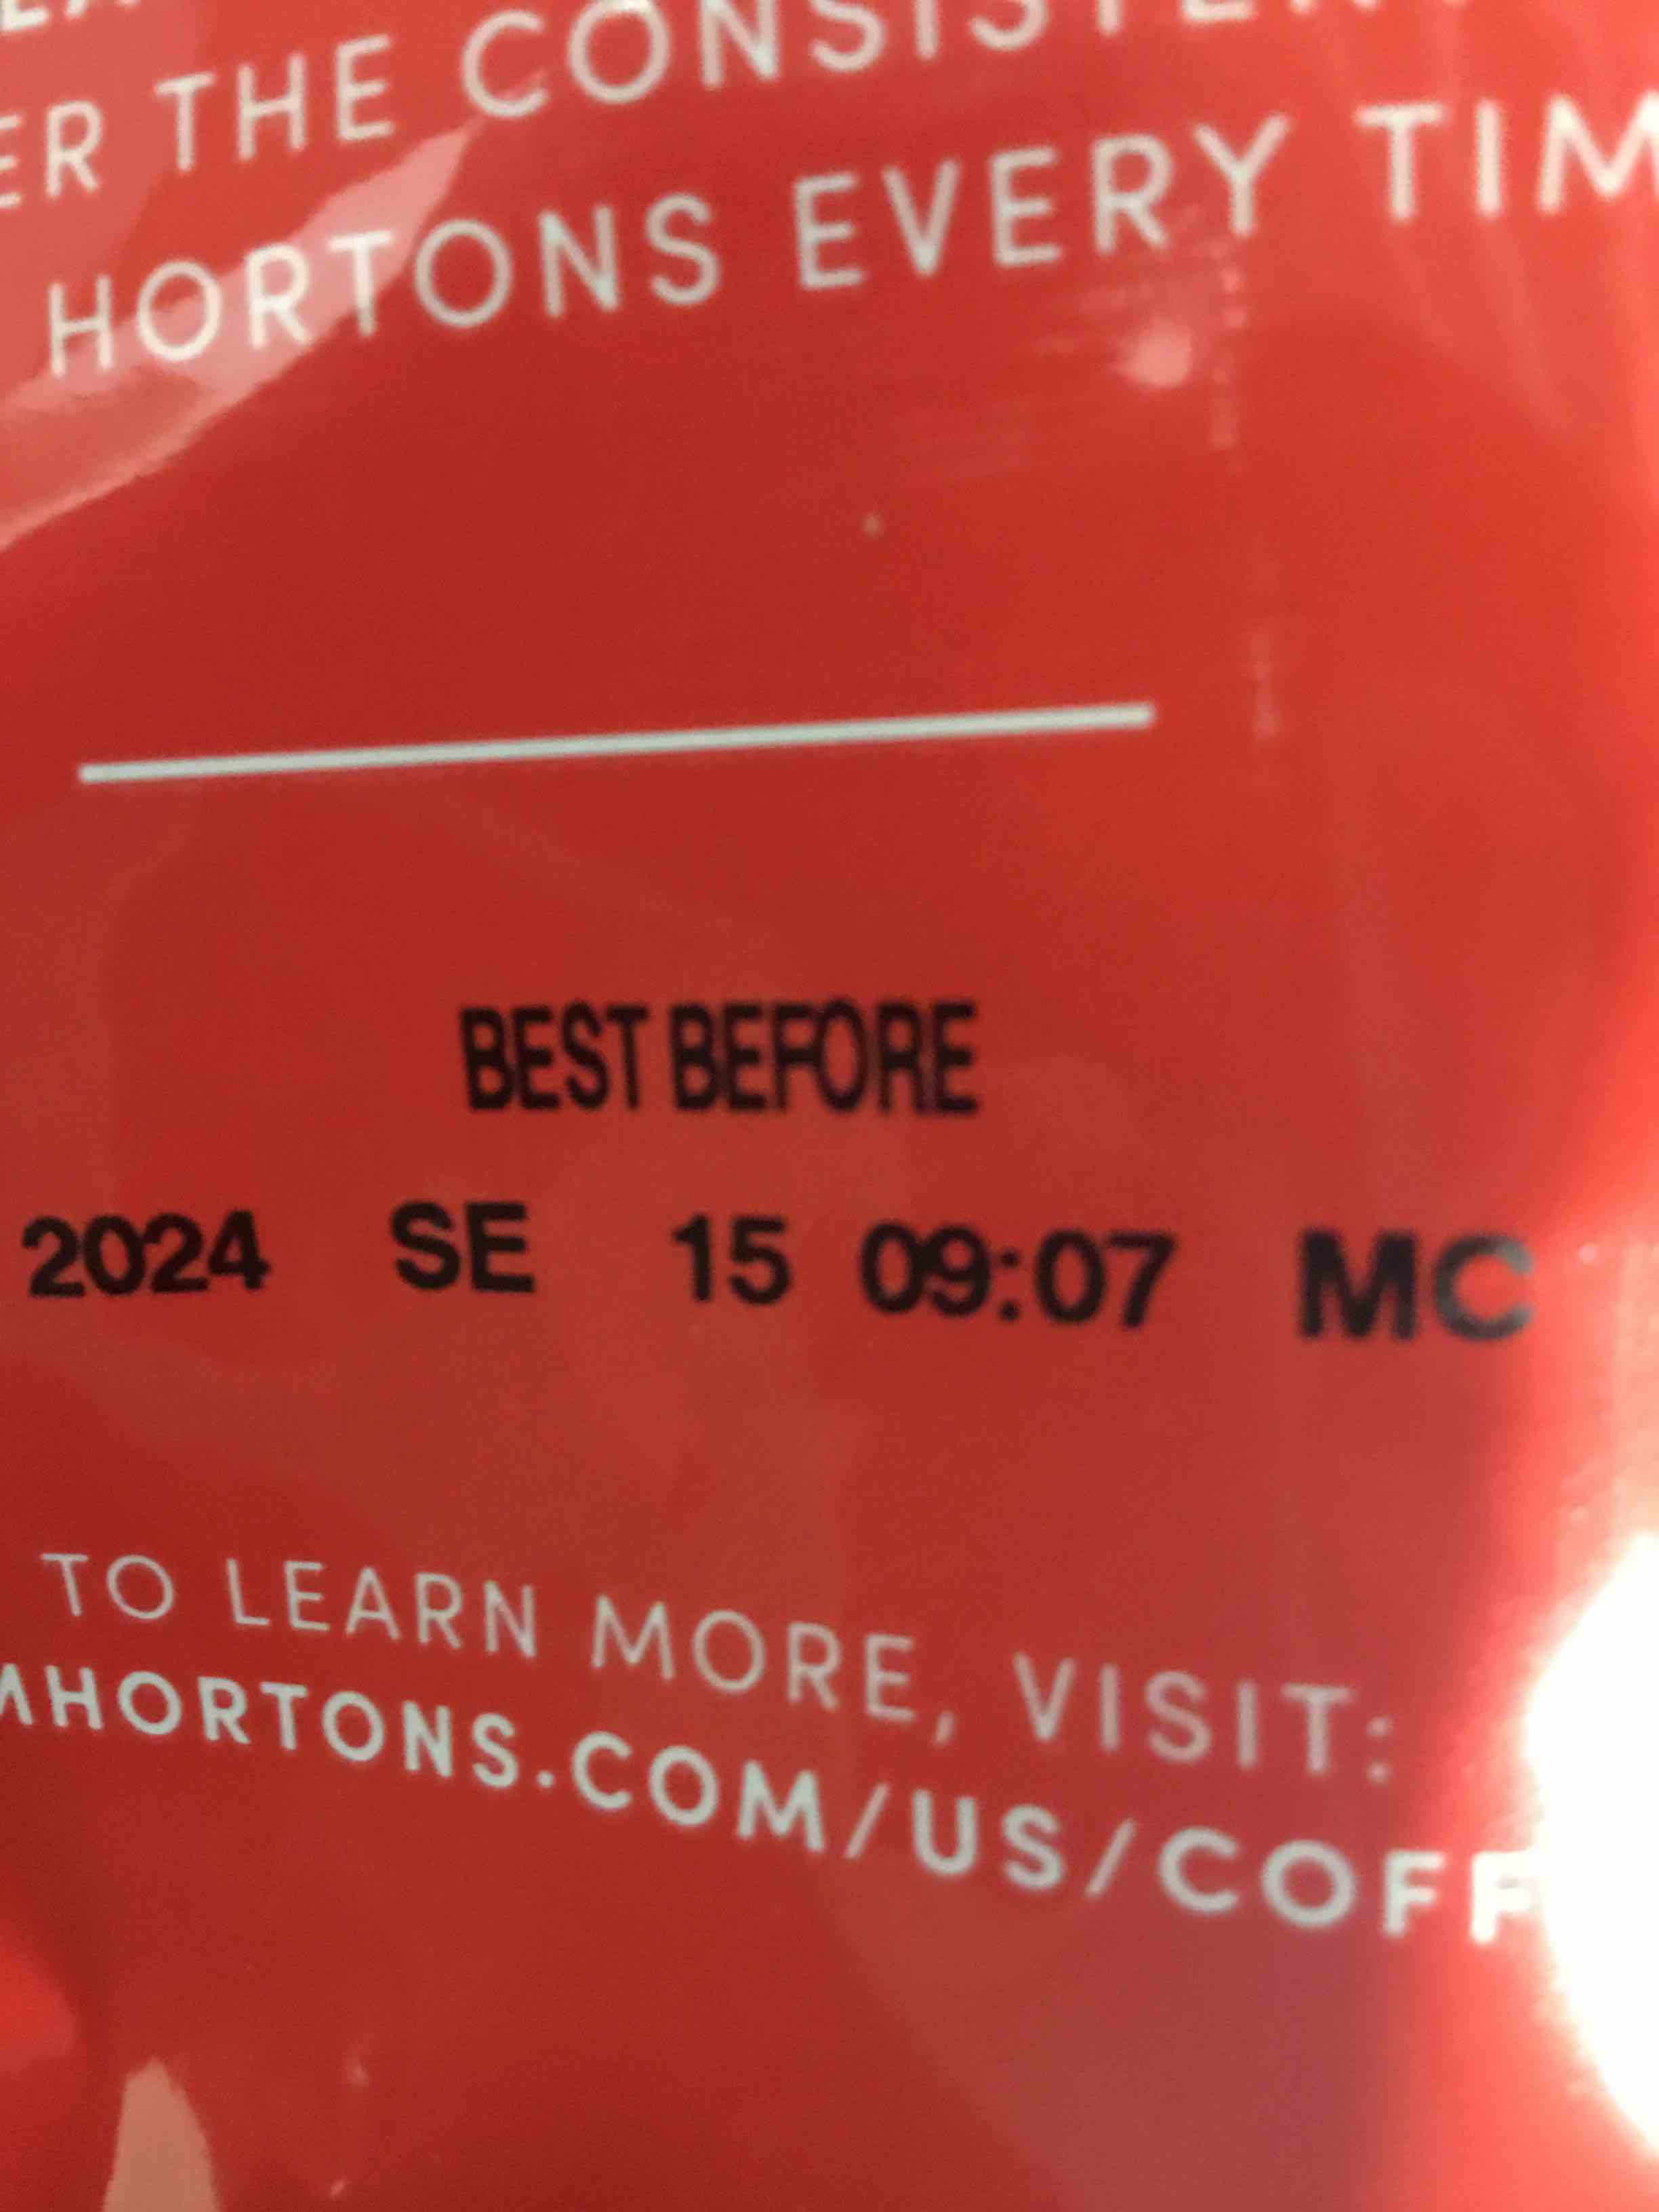 ER THE CONSISTEN
HORTONS EVERY TIM
BEST BEFORE
2024 SE 15 09:07 MC
TO LEARN MORE, VISIT:
MHORTONS.COM/US/COFF